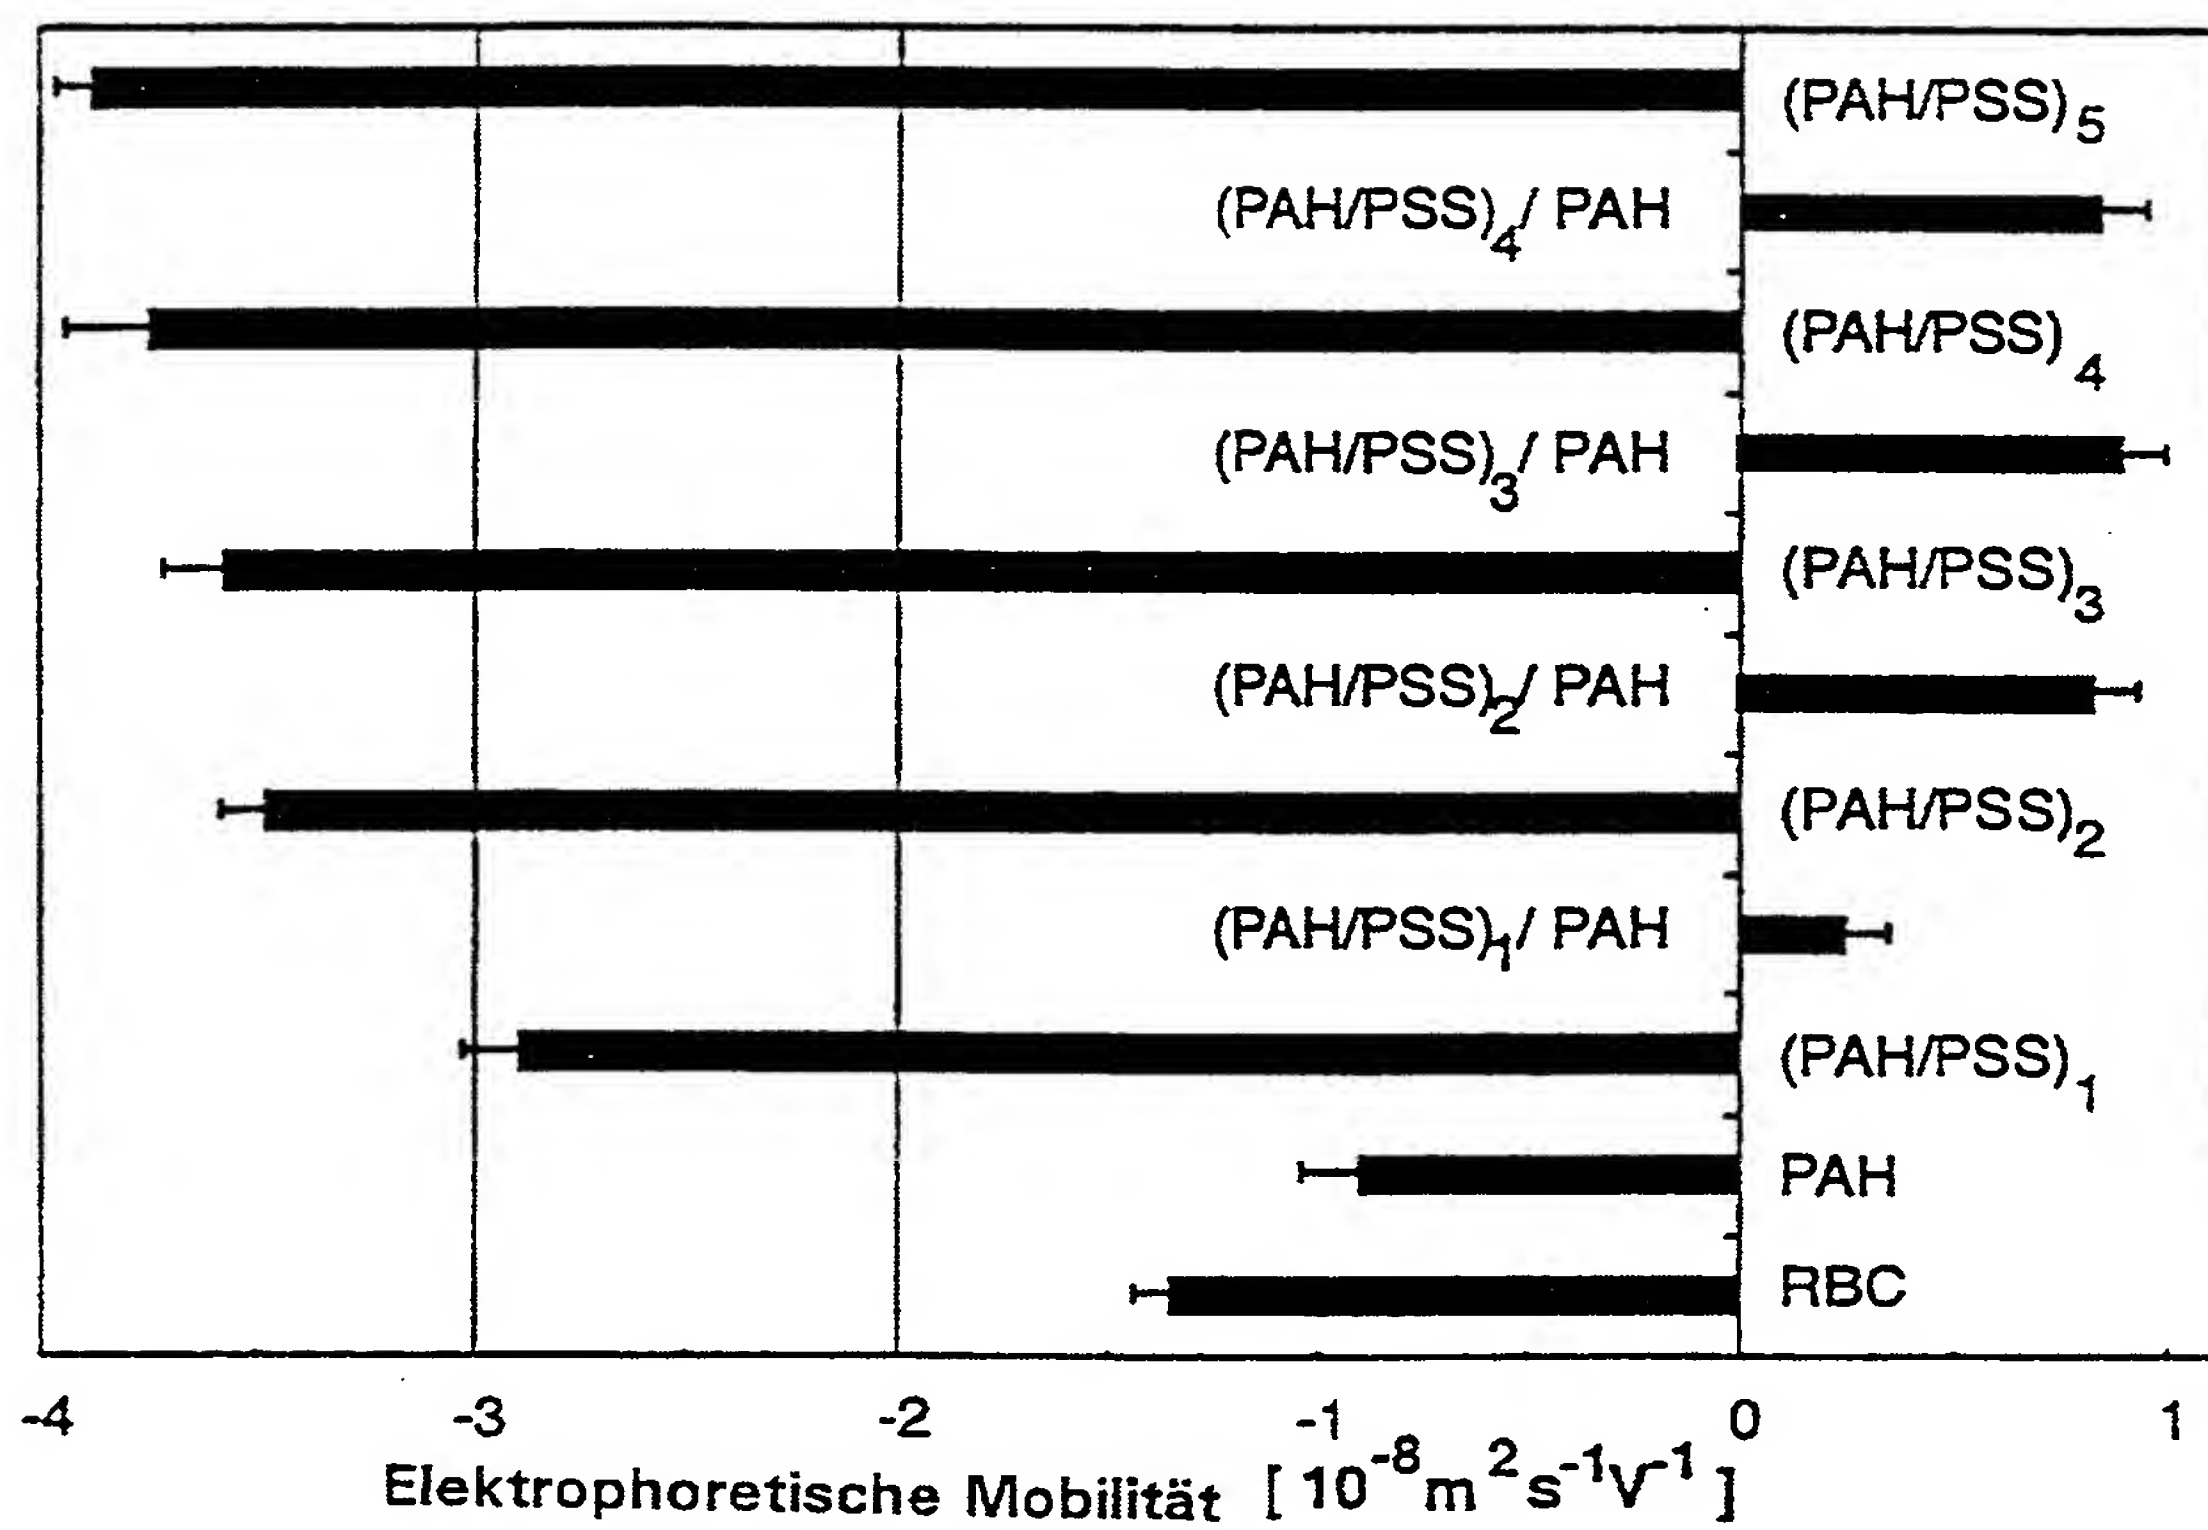 (PAH/PSS)₅
(PAH/PSS)₄/ PAH
(PAH/PSS)₄
(PAH/PSS)₃/ PAH
(PAH/PSS)₃
(PAH/PSS)₂/ PAH
(PAH/PSS)₂
(PAH/PSS)₁/ PAH
(PAH/PSS)₁
PAH
RBC
-4 -3 -2 -1 0 1
Elektrophoretische Mobilität [ 10⁻⁸m²s⁻¹V⁻¹ ]